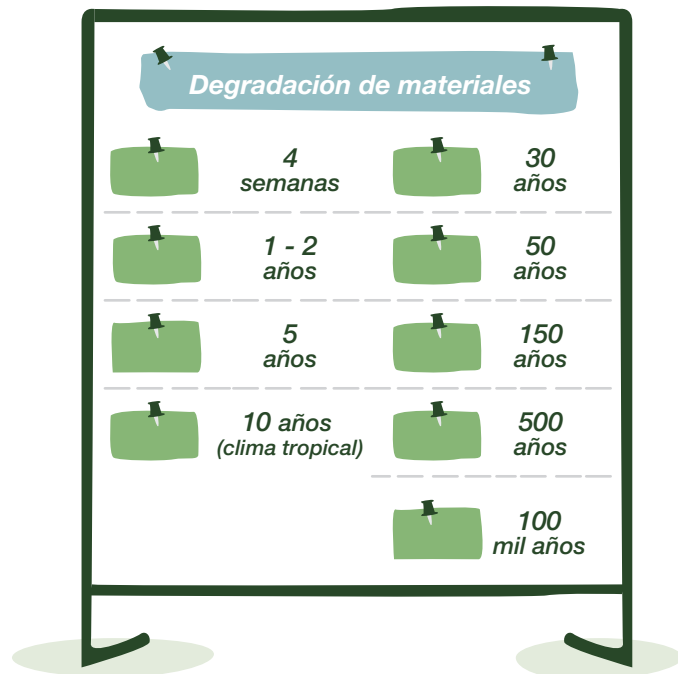 Degradación de materiales
4
semanas
1 - 2
años
5
años
10 años
(clima tropical)
30
años
50
años
150
años
500
años
100
mil años